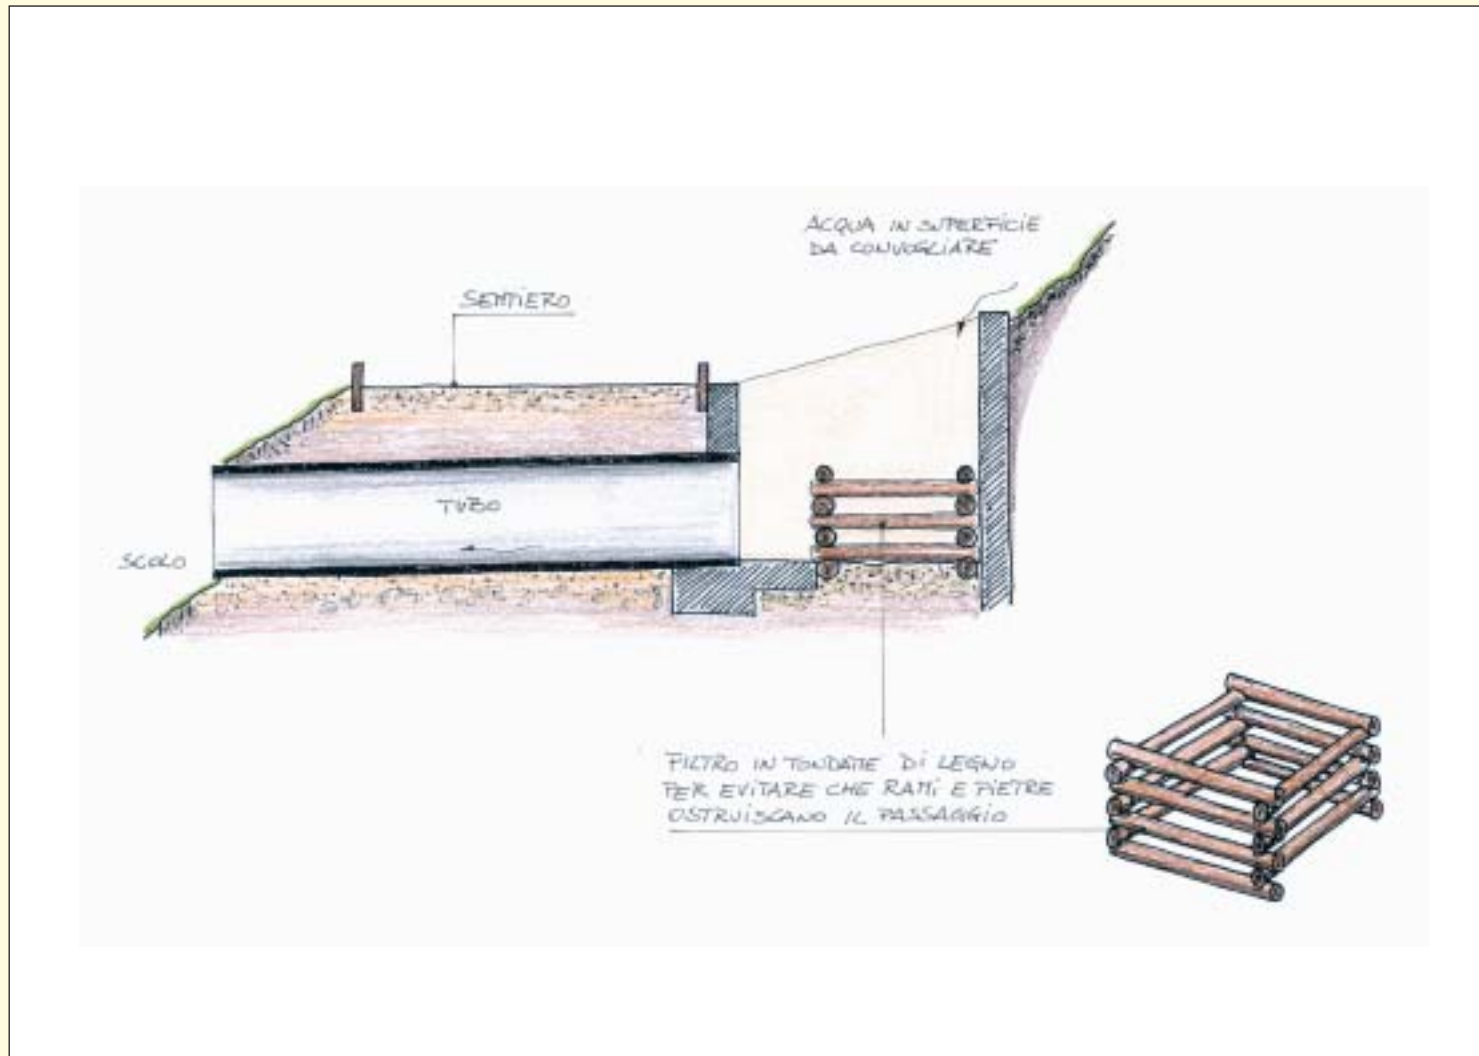 ACQUA IN SUPERFICIE
DA CONVOGLIARE
SENTIERO
TUBO
SCOLO
FILTRO IN TONDAME DI LEGNO
PER EVITARE CHE RAMI E PIETRE
OSTRUISCANO IL PASSAGGIO